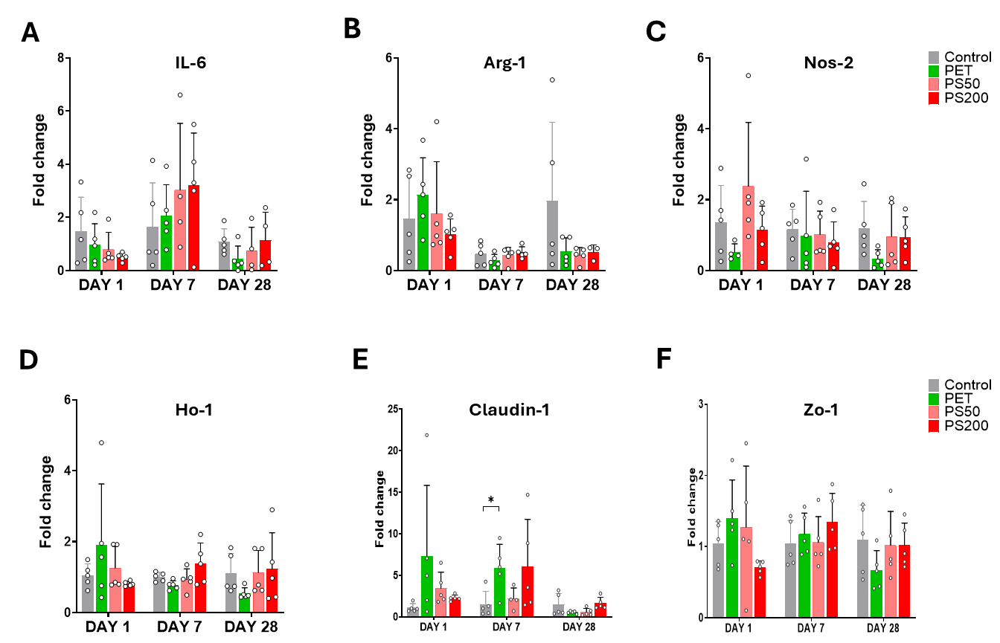 A
B
C
IL-6
Arg-1
Nos-2
Control
PET
PS50
PS200
Fold change
8
6
4
2
0
DAY 1 DAY 7 DAY 28
Fold change
6
4
2
0
DAY 1 DAY 7 DAY 28
Fold change
6
4
2
0
DAY 1 DAY 7 DAY 28
D
E
F
Ho-1
Claudin-1
Zo-1
Control
PET
PS50
PS200
Fold change
6
4
2
0
DAY 1 DAY 7 DAY 28
Fold change
25
20
15
10
5
0
*
DAY 1 DAY 7 DAY 28
Fold change
3
2
1
0
DAY 1 DAY 7 DAY 28